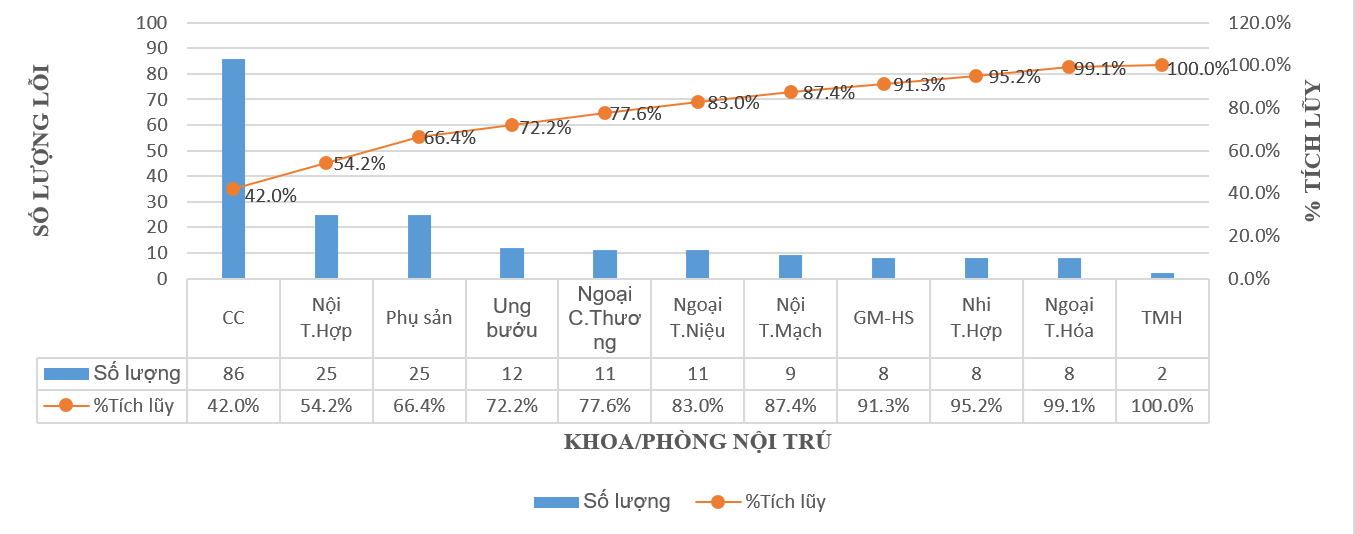 SỐ LƯỢNG LỖI
100
90
80
70
60
50
40
30
20
10
0
120.0%
100.0%
80.0%
60.0%
40.0%
20.0%
0.0%
% TÍCH LŨY
42.0%
54.2%
66.4%
72.2%
77.6%
83.0%
87.4%
91.3%
95.2%
99.1%
100.0%
CC
Nội
T.Hợp
Phụ sản
Ung
bướu
Ngoại
C.Thươ
ng
Ngoại
T.Niệu
Nội
T.Mạch
GM-HS
Nhi
T.Hợp
Ngoại
T.Hóa
TMH
Số lượng 86 25 25 12 11 11 9 8 8 8 2
%Tích lũy 42.0% 54.2% 66.4% 72.2% 77.6% 83.0% 87.4% 91.3% 95.2% 99.1% 100.0%
KHOA/PHÒNG NỘI TRÚ
Số lượng %Tích lũy